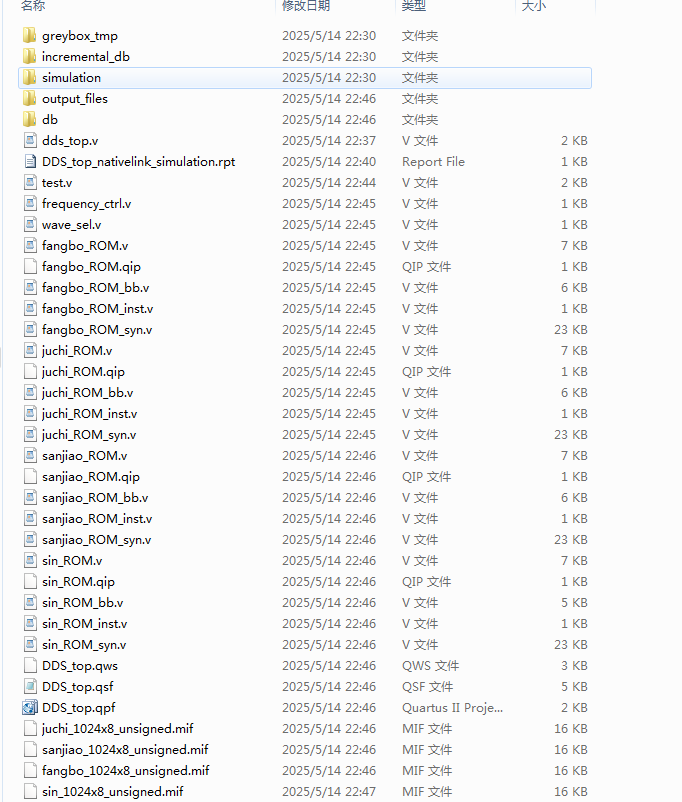 名称 修改日期 类型 大小
greybox_tmp 2025/5/14 22:30 文件夹
incremental_db 2025/5/14 22:30 文件夹
simulation 2025/5/14 22:30 文件夹
output_files 2025/5/14 22:46 文件夹
db 2025/5/14 22:46 文件夹
dds_top.v 2025/5/14 22:37 V 文件 2 KB
DDS_top_nativelink_simulation.rpt 2025/5/14 22:40 Report File 1 KB
test.v 2025/5/14 22:44 V 文件 2 KB
frequency_ctrl.v 2025/5/14 22:45 V 文件 1 KB
wave_sel.v 2025/5/14 22:45 V 文件 1 KB
fangbo_ROM.v 2025/5/14 22:45 V 文件 7 KB
fangbo_ROM.qip 2025/5/14 22:45 QIP 文件 1 KB
fangbo_ROM_bb.v 2025/5/14 22:45 V 文件 6 KB
fangbo_ROM_inst.v 2025/5/14 22:45 V 文件 1 KB
fangbo_ROM_syn.v 2025/5/14 22:45 V 文件 23 KB
juchi_ROM.v 2025/5/14 22:45 V 文件 7 KB
juchi_ROM.qip 2025/5/14 22:45 QIP 文件 1 KB
juchi_ROM_bb.v 2025/5/14 22:45 V 文件 6 KB
juchi_ROM_inst.v 2025/5/14 22:45 V 文件 1 KB
juchi_ROM_syn.v 2025/5/14 22:45 V 文件 23 KB
sanjiao_ROM.v 2025/5/14 22:46 V 文件 7 KB
sanjiao_ROM.qip 2025/5/14 22:46 QIP 文件 1 KB
sanjiao_ROM_bb.v 2025/5/14 22:46 V 文件 6 KB
sanjiao_ROM_inst.v 2025/5/14 22:46 V 文件 1 KB
sanjiao_ROM_syn.v 2025/5/14 22:46 V 文件 23 KB
sin_ROM.v 2025/5/14 22:46 V 文件 7 KB
sin_ROM.qip 2025/5/14 22:46 QIP 文件 1 KB
sin_ROM_bb.v 2025/5/14 22:46 V 文件 5 KB
sin_ROM_inst.v 2025/5/14 22:46 V 文件 1 KB
sin_ROM_syn.v 2025/5/14 22:46 V 文件 23 KB
DDS_top.qws 2025/5/14 22:46 QWS 文件 3 KB
DDS_top.qsf 2025/5/14 22:46 QSF 文件 5 KB
DDS_top.qpf 2025/5/14 22:46 Quartus II Proje... 2 KB
juchi_1024x8_unsigned.mif 2025/5/14 22:46 MIF 文件 16 KB
sanjiao_1024x8_unsigned.mif 2025/5/14 22:46 MIF 文件 16 KB
fangbo_1024x8_unsigned.mif 2025/5/14 22:46 MIF 文件 16 KB
sin_1024x8_unsigned.mif 2025/5/14 22:47 MIF 文件 16 KB